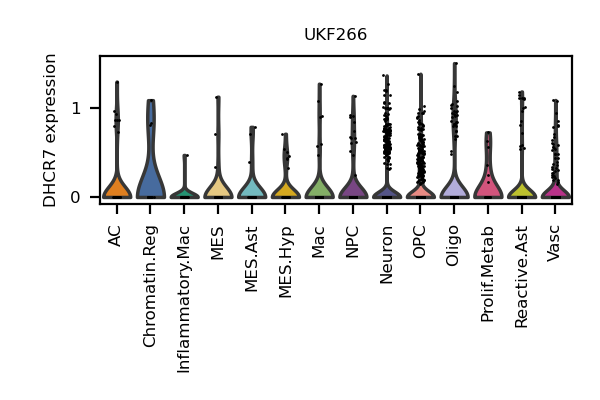 UKF266
DHCR7 expression
1
0
AC
Chromatin.Reg
Inflammatory.Mac
MES
MES.Ast
MES.Hyp
Mac
NPC
Neuron
OPC
Oligo
Prolif.Metab
Reactive.Ast
Vasc